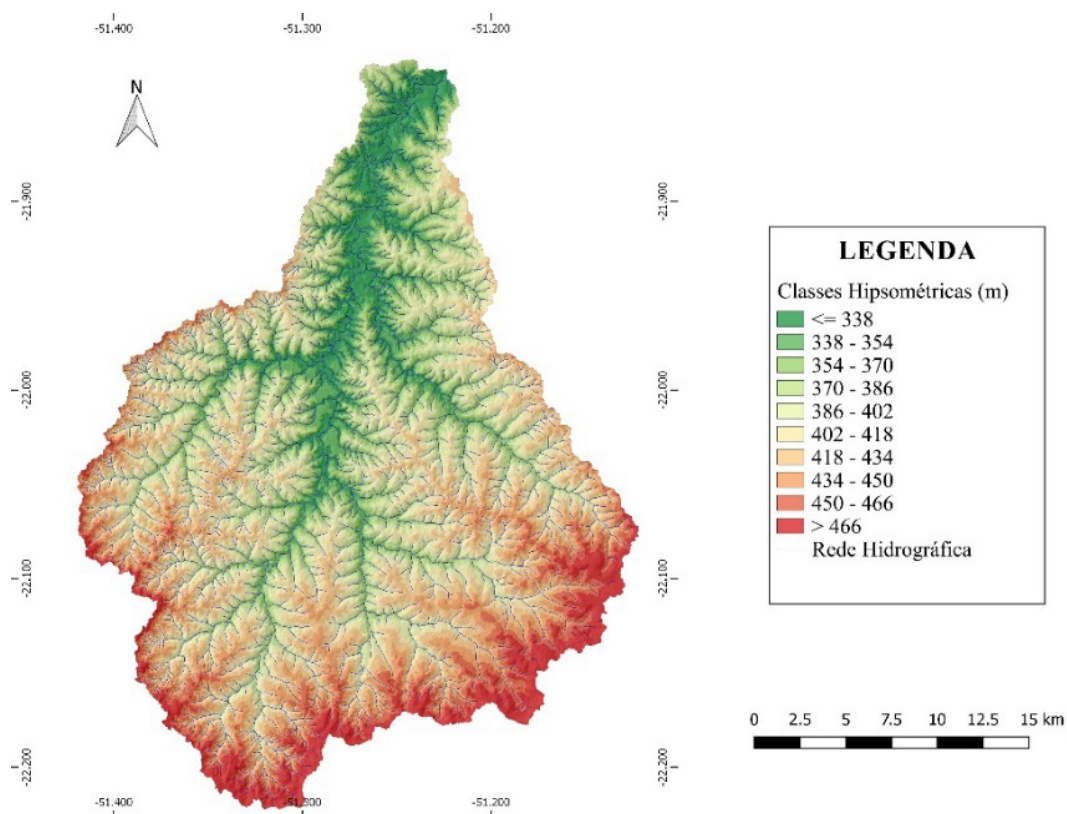 -51.400 -51.300 -51.200
N
-21.900 -21.900
-22.000 -22.000
-22.100 -22.100
-22.200 -22.200
-51.400 -51.300 -51.200
LEGENDA
Classes Hipsométricas (m)
<= 338
338 - 354
354 - 370
370 - 386
386 - 402
402 - 418
418 - 434
434 - 450
450 - 466
> 466
Rede Hidrográfica
0 2.5 5 7.5 10 12.5 15 km